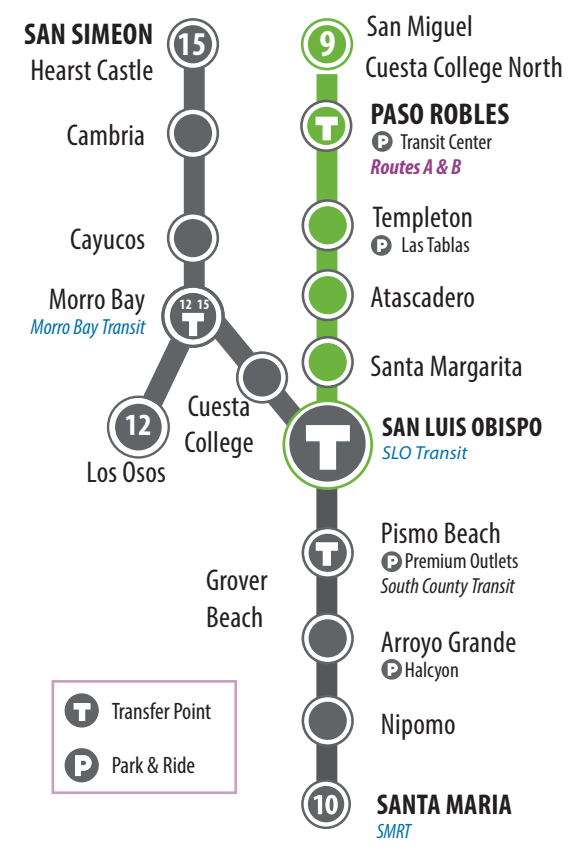 SAN SIMEON
15
Hearst Castle
Cambria
Cayucos
Morro Bay
Morro Bay Transit
12 15
T
12
Los Osos
Cuesta
College
9
San Miguel
Cuesta College North
T
PASO ROBLES
P Transit Center
Routes A & B
Templeton
P Las Tablas
Atascadero
Santa Margarita
T
SAN LUIS OBISPO
SLO Transit
T
Pismo Beach
P Premium Outlets
South County Transit
Grover
Beach
Arroyo Grande
P Halcyon
Nipomo
10
SANTA MARIA
SMRT
T Transfer Point
P Park & Ride